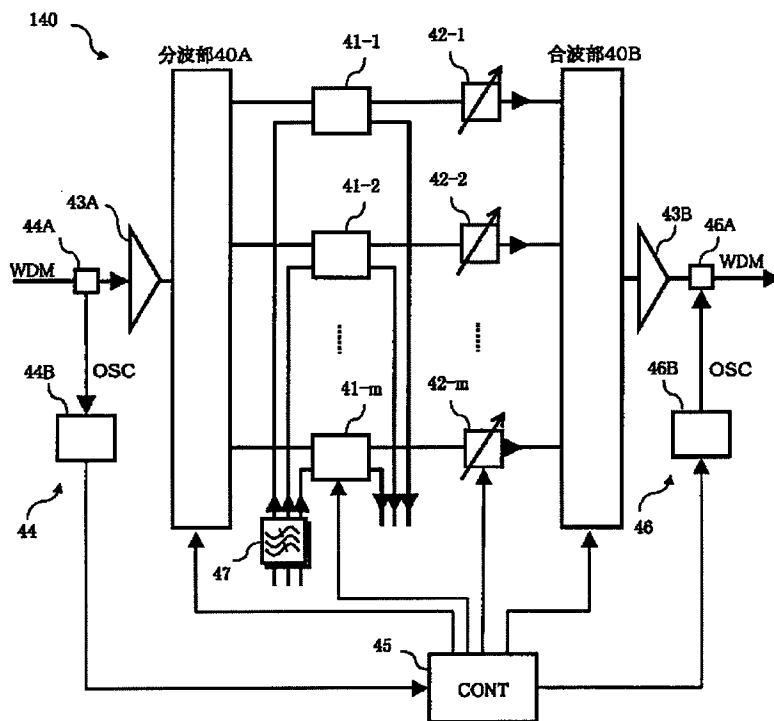 140
分波部40A
41-1
42-1
合波部40B
41-2
42-2
43A
44A
WDM
43B
46A
WDM
OSC
44B
41-m
42-m
OSC
46B
44
47
46
45
CONT